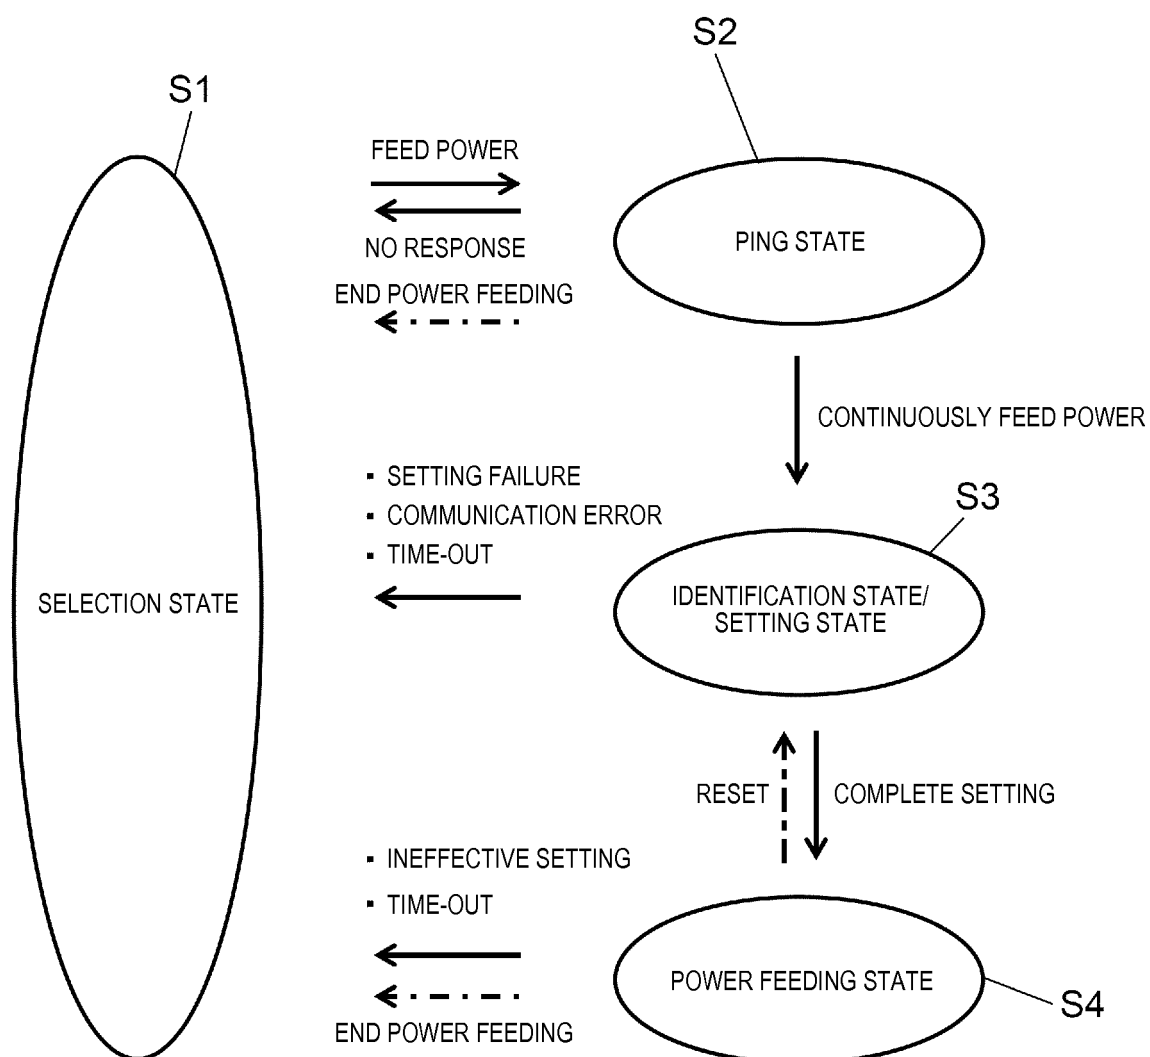 S2
S1
FEED POWER
PING STATE
NO RESPONSE
END POWER FEEDING
CONTINUOUSLY FEED POWER
▪ SETTING FAILURE
▪ COMMUNICATION ERROR
▪ TIME-OUT
S3
SELECTION STATE
IDENTIFICATION STATE/
SETTING STATE
RESET
COMPLETE SETTING
▪ INEFFECTIVE SETTING
▪ TIME-OUT
POWER FEEDING STATE
S4
END POWER FEEDING